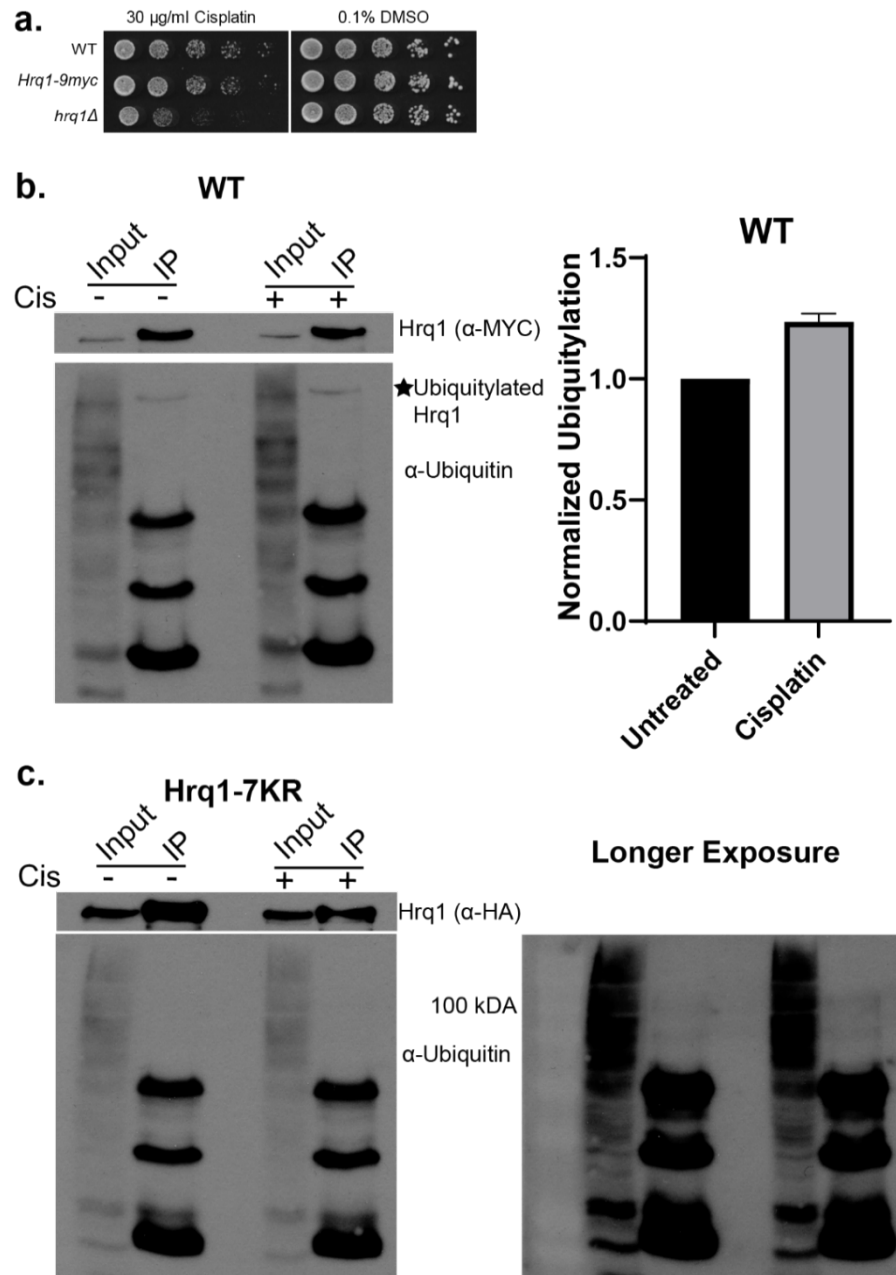 a.
30 µg/ml Cisplatin
0.1% DMSO
WT
Hrq1-9myc
hrq1Δ
b.
WT
Input
IP
Input
IP
Cis
-
-
+
+
Hrq1 (α-MYC)
★Ubiquitylated
Hrq1
α-Ubiquitin
WT
Normalized Ubiquitylation
1.5
1.0
0.5
0.0
Untreated
Cisplatin
c.
Hrq1-7KR
Input
IP
Input
IP
Cis
-
-
+
+
Hrq1 (α-HA)
100 kDA
α-Ubiquitin
Longer Exposure